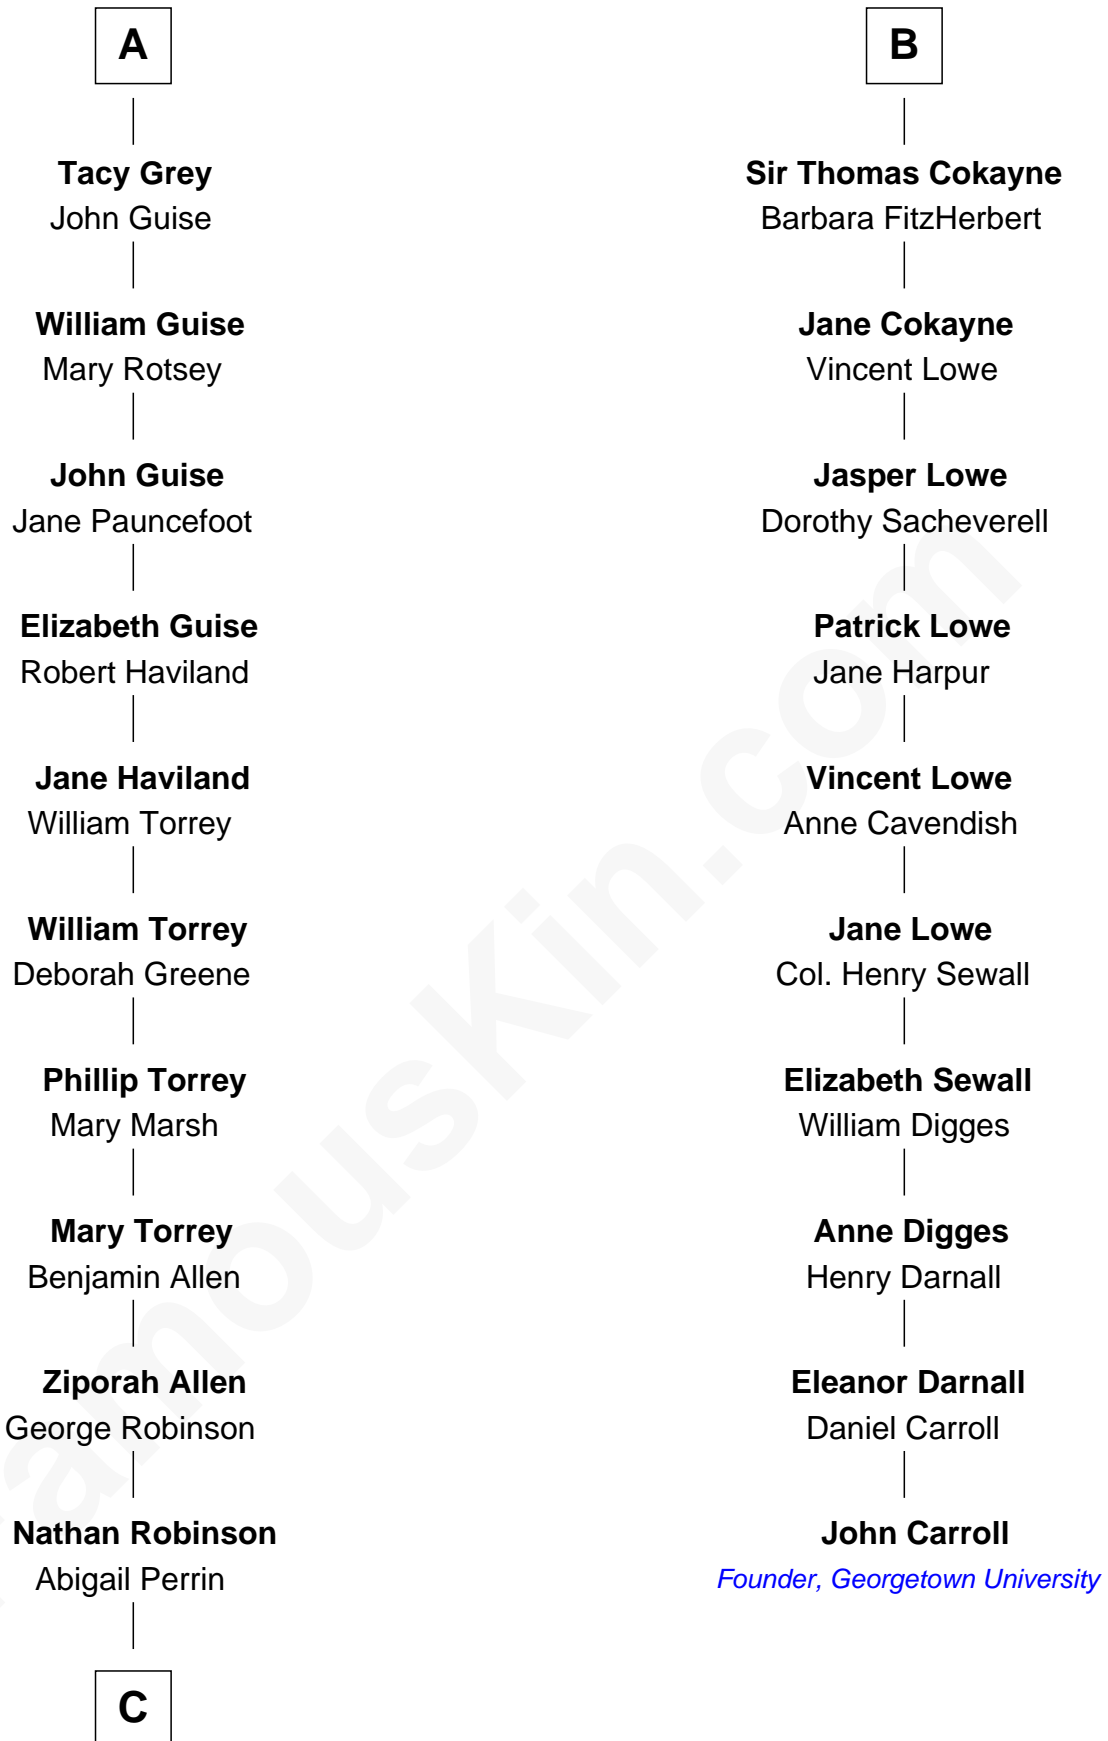 A
Tacy Grey
John Guise
William Guise
Mary Rotsey
John Guise
Jane Pauncefoot
Elizabeth Guise
Robert Haviland
Jane Haviland
William Torrey
William Torrey
Deborah Greene
Phillip Torrey
Mary Marsh
Mary Torrey
Benjamin Allen
Ziporah Allen
George Robinson
Nathan Robinson
Abigail Perrin
C
B
Sir Thomas Cokayne
Barbara FitzHerbert
Jane Cokayne
Vincent Lowe
Jasper Lowe
Dorothy Sacheverell
Patrick Lowe
Jane Harpur
Vincent Lowe
Anne Cavendish
Jane Lowe
Col. Henry Sewall
Elizabeth Sewall
William Digges
Anne Digges
Henry Darnall
Eleanor Darnall
Daniel Carroll
John Carroll
Founder, Georgetown University
FamousKin.com